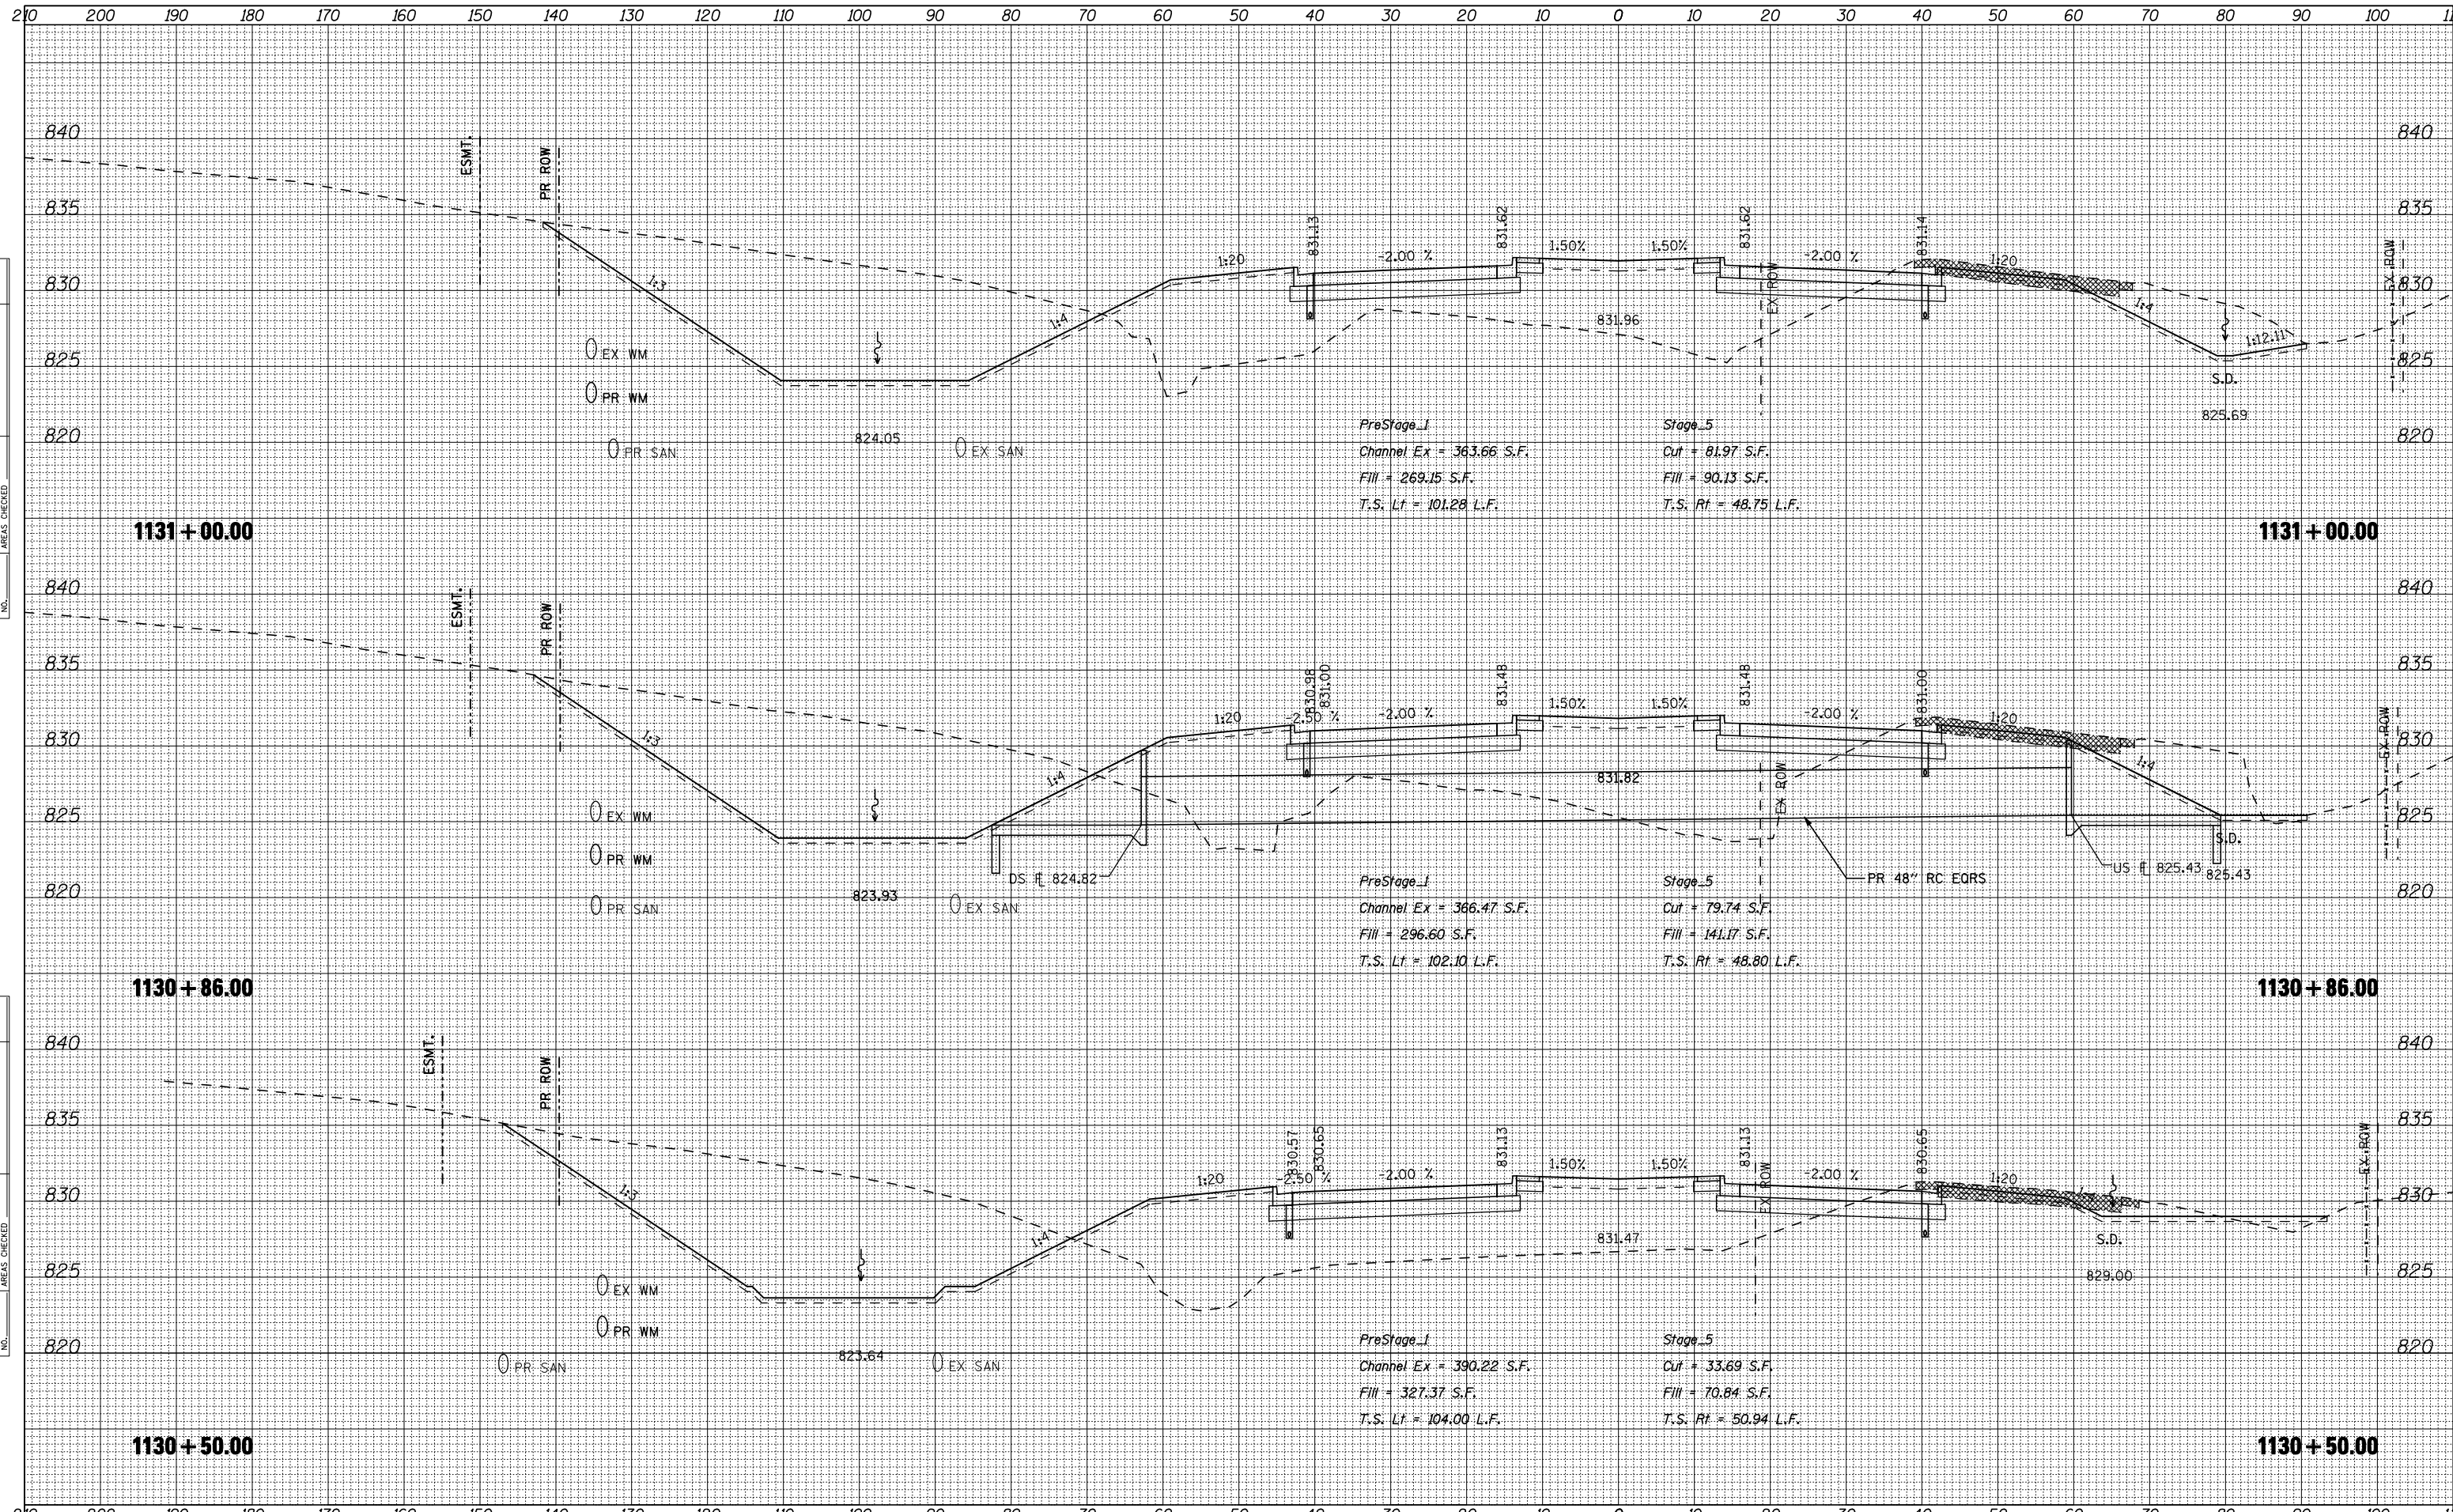 210 200 190 180 170 160 150 140 130 120 110 100 90 80 70 60 50 40 30 20 10 0 10 20 30 40 50 60 70 80 90 100
840 ESMT. PR ROW 840
835 835
831.13 831.62 831.62 831.14 EX ROW
1:20 -2.00 % 1.50% 1.50% -2.00 % 1:20
830 1:3 EX ROW 830
1:4 831.96 1:4
EX WM 1:12.11
825 825
PR WM S.D.
825.69
PreStage_1 Stage_5
820 824.05 820
PR SAN EX SAN Channel Ex = 363.66 S.F. Cut = 81.97 S.F.
Fill = 269.15 S.F. Fill = 90.13 S.F.
T.S. Lt = 101.28 L.F. T.S. Rt = 48.75 L.F.
AREAS CHECKED
1131+00.00 1131+00.00
NO.
840 ESMT. PR ROW 840
835 835
830.98 831.00 831.48 831.48 831.00 EX ROW
1:20 -2.50 % -2.00 % 1.50% 1.50% -2.00 % 1:20
830 1:3 830
1:4 831.82 EX ROW 1:4
EX WM
825 825
S.D.
PR WM
DS FL 824.82 PR 48" RC EQRS US FL 825.43 825.43
PreStage_1 Stage_5
820 823.93 820
PR SAN EX SAN Channel Ex = 366.47 S.F. Cut = 79.74 S.F.
Fill = 296.60 S.F. Fill = 141.17 S.F.
T.S. Lt = 102.10 L.F. T.S. Rt = 48.80 L.F.
1130+86.00 1130+86.00
840 ESMT. PR ROW 840
835 835
830.57 830.65 831.13 831.13 830.65 EX ROW
1:20 -2.50 % -2.00 % 1.50% 1.50% -2.00 % 1:20
830 1:3 EX ROW 830
1:4 831.47 S.D.
825 829.00 825
EX WM
AREAS CHECKED
PR WM
PreStage_1 Stage_5
820 823.64 820
NO.
PR SAN EX SAN Channel Ex = 390.22 S.F. Cut = 33.69 S.F.
Fill = 327.37 S.F. Fill = 70.84 S.F.
T.S. Lt = 104.00 L.F. T.S. Rt = 50.94 L.F.
1130+50.00 1130+50.00